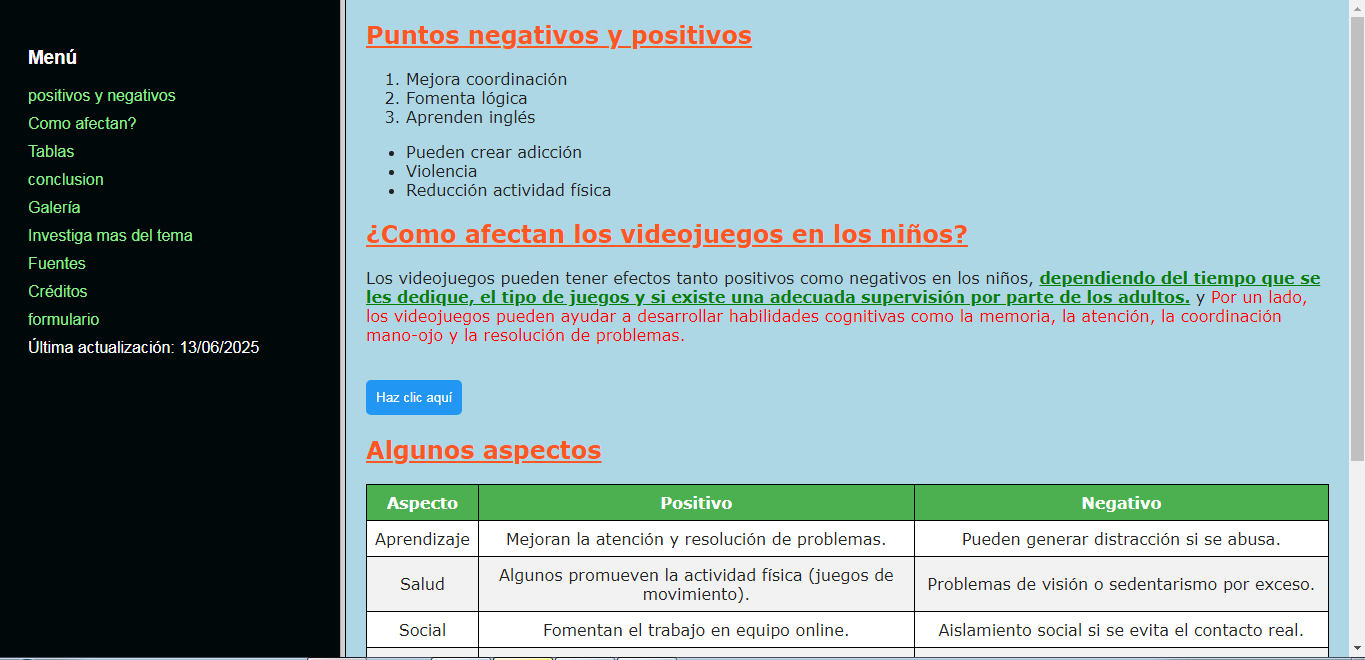 Menú
positivos y negativos
Como afectan?
Tablas
conclusion
Galería
Investiga mas del tema
Fuentes
Créditos
formulario
Última actualización: 13/06/2025
Puntos negativos y positivos
1. Mejora coordinación
2. Fomenta lógica
3. Aprenden inglés
• Pueden crear adicción
• Violencia
• Reducción actividad física
¿Como afectan los videojuegos en los niños?
Los videojuegos pueden tener efectos tanto positivos como negativos en los niños, dependiendo del tiempo que se
les dedique, el tipo de juegos y si existe una adecuada supervisión por parte de los adultos. y Por un lado,
los videojuegos pueden ayudar a desarrollar habilidades cognitivas como la memoria, la atención, la coordinación
mano-ojo y la resolución de problemas.
Haz clic aquí
Algunos aspectos
Aspecto Positivo Negativo
Aprendizaje Mejoran la atención y resolución de problemas. Pueden generar distracción si se abusa.
Salud Algunos promueven la actividad física (juegos de
movimiento). Problemas de visión o sedentarismo por exceso.
Social Fomentan el trabajo en equipo online. Aislamiento social si se evita el contacto real.